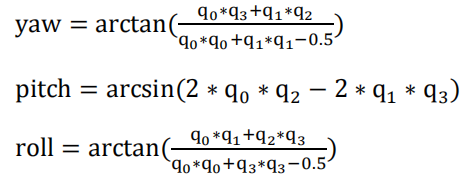 yaw = arctan(q₀*q₃+q₁*q₂ / q₀*q₀+q₁*q₁−0.5)
pitch = arcsin(2 * q₀ * q₂ − 2 * q₁ * q₃)
roll = arctan(q₀*q₁+q₂*q₃ / q₀*q₀+q₃*q₃−0.5)